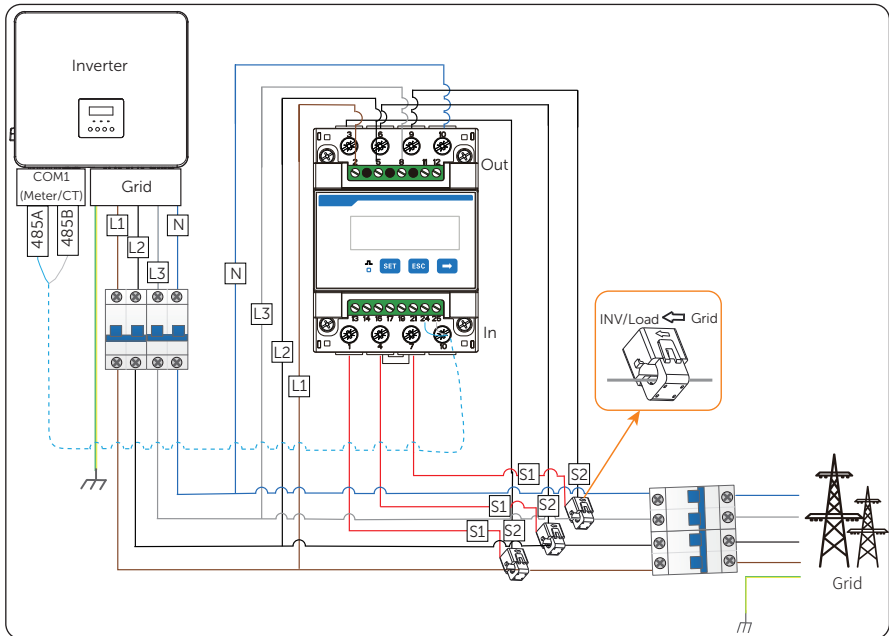 Inverter
COM1
(Meter/CT)
Grid
485A
485B
L1
L2
L3
N
N
L3
L2
L1
3 6 9 10
2 5 8 11 12
Out
SET
ESC
13 14 16 17 19 21 24 25
In
1 4 7 10
INV/Load
Grid
S1
S2
S1
S2
S1
S2
Grid